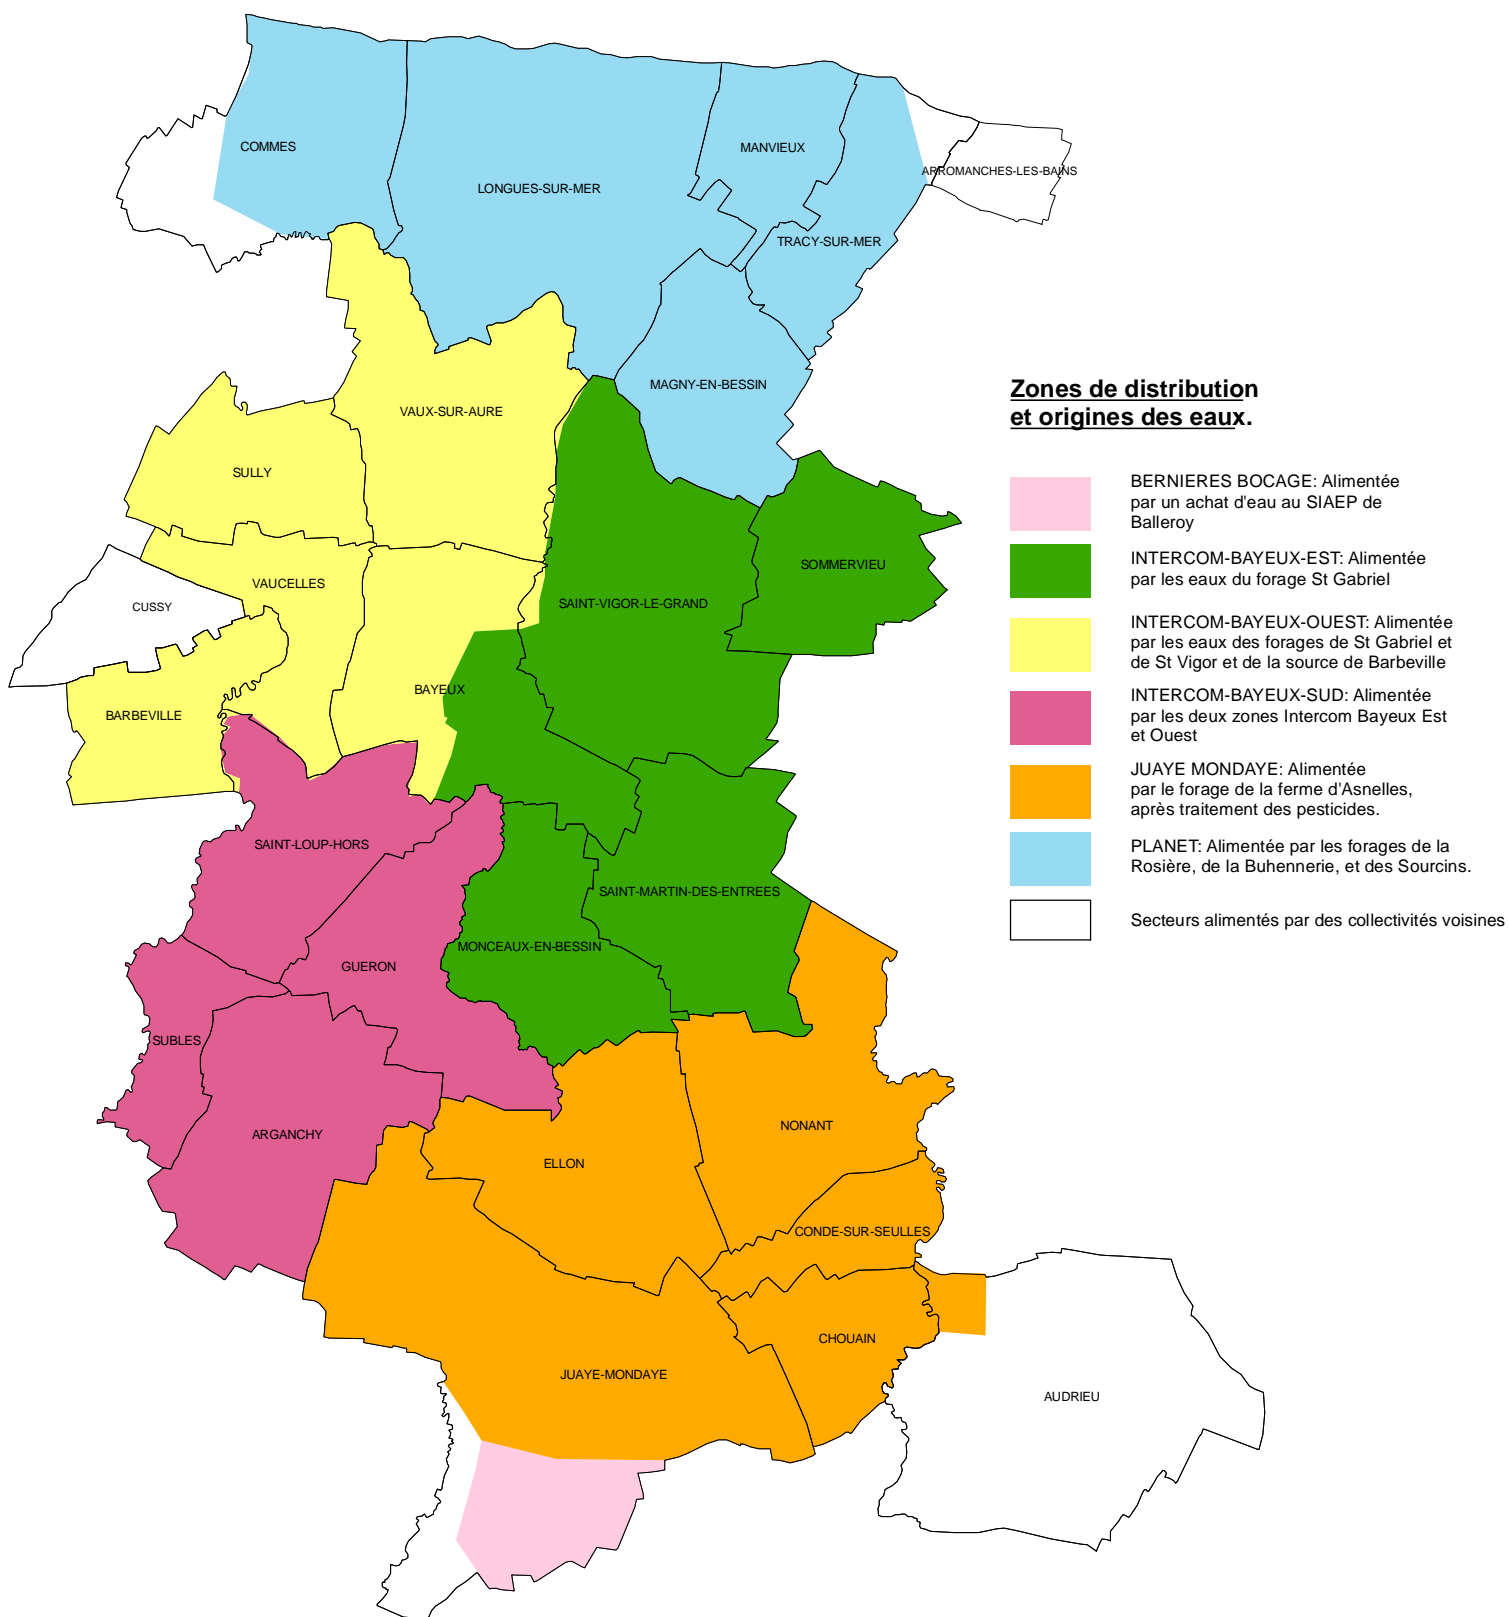 COMMES
LONGUES-SUR-MER
MANVIEUX
ARROMANCHES-LES-BAINS
TRACY-SUR-MER
MAGNY-EN-BESSIN
VAUX-SUR-AURE
SULLY
SOMMERVIEU
VAUCELLES
CUSSY
SAINT-VIGOR-LE-GRAND
BAYEUX
BARBEVILLE
SAINT-LOUP-HORS
SAINT-MARTIN-DES-ENTREES
MONCEAUX-EN-BESSIN
GUERON
SUBLES
ARGANCHY
NONANT
ELLON
CONDE-SUR-SEULLES
CHOUAIN
JUAYE-MONDAYE
AUDRIEU
Zones de distribution
et origines des eaux.
BERNIERES BOCAGE: Alimentée
par un achat d'eau au SIAEP de
Balleroy
INTERCOM-BAYEUX-EST: Alimentée
par les eaux du forage St Gabriel
INTERCOM-BAYEUX-OUEST: Alimentée
par les eaux des forages de St Gabriel et
de St Vigor et de la source de Barbeville
INTERCOM-BAYEUX-SUD: Alimentée
par les deux zones Intercom Bayeux Est
et Ouest
JUAYE MONDAYE: Alimentée
par le forage de la ferme d'Asnelles,
après traitement des pesticides.
PLANET: Alimentée par les forages de la
Rosière, de la Buhennerie, et des Sourcins.
Secteurs alimentés par des collectivités voisines